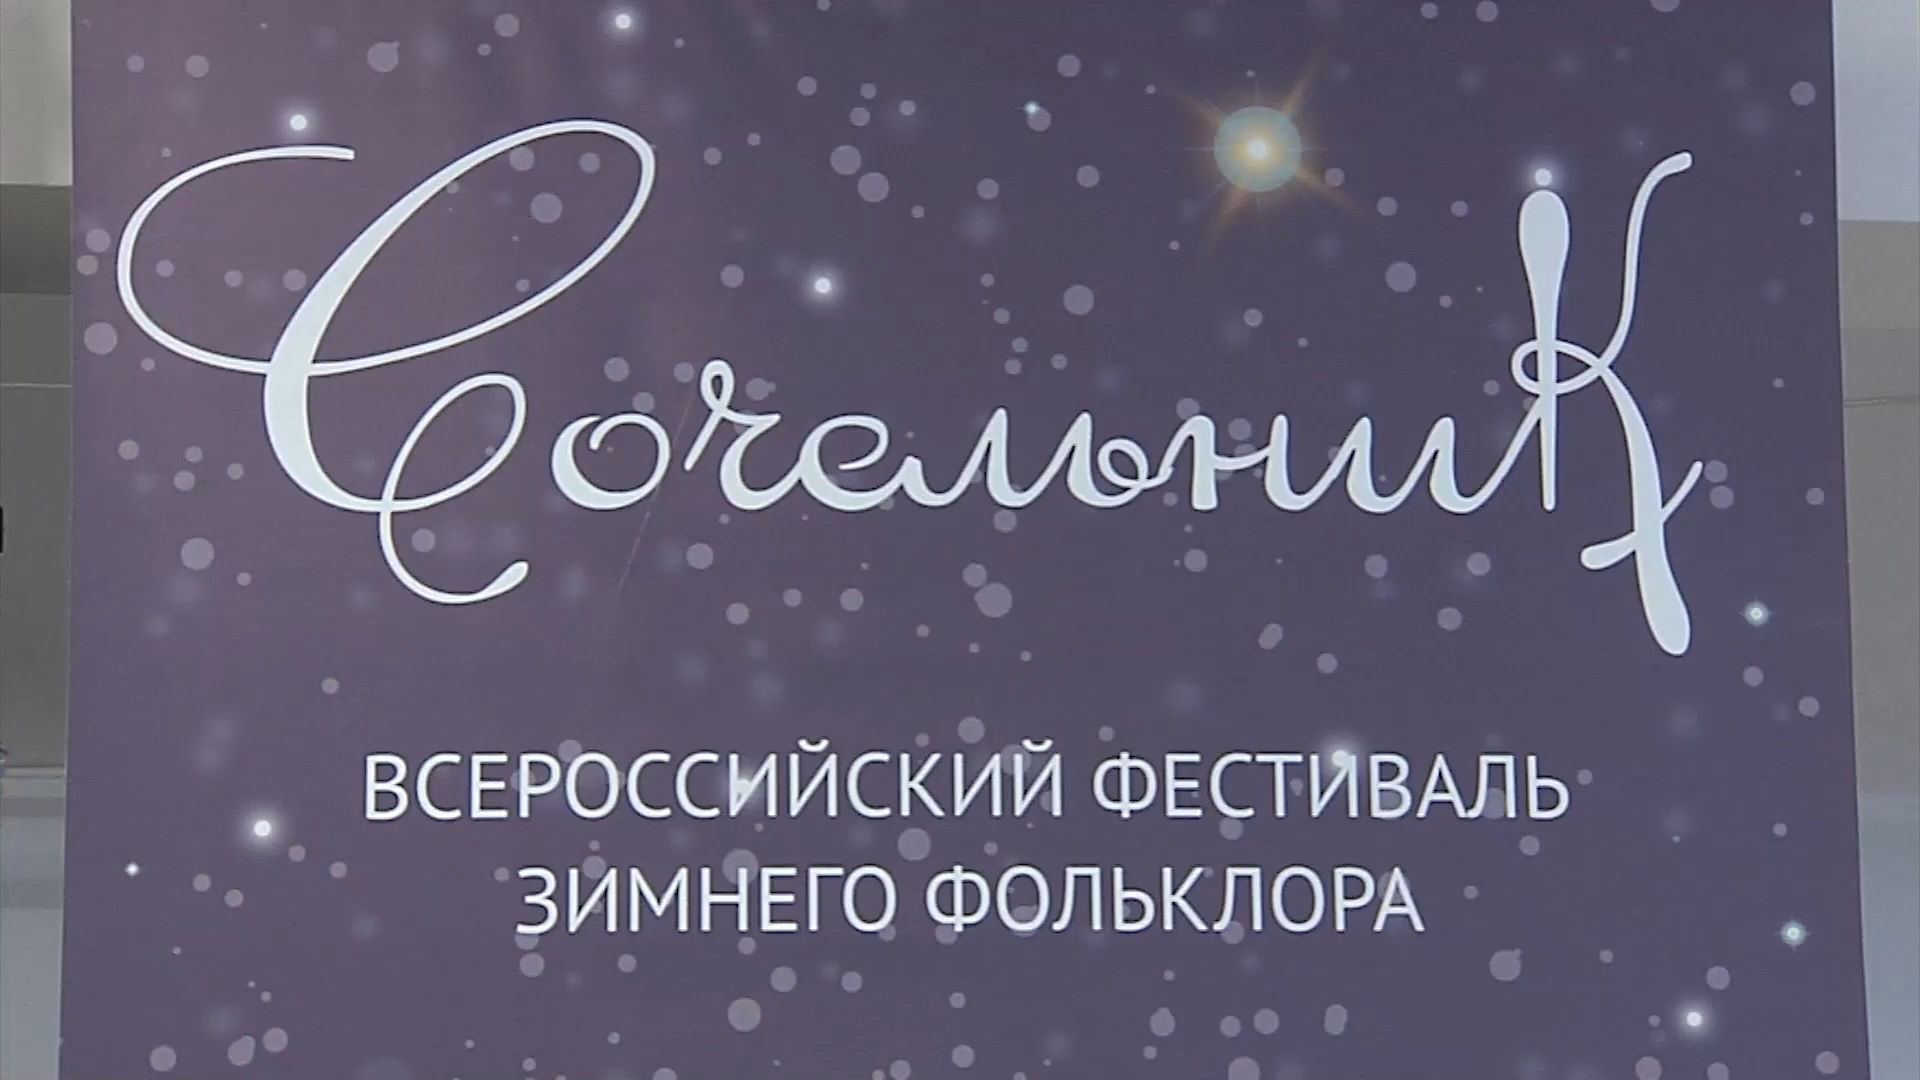 СочельниК
ВСЕРОССИЙСКИЙ ФЕСТИВАЛЬ
ЗИМНЕГО ФОЛЬКЛОРА